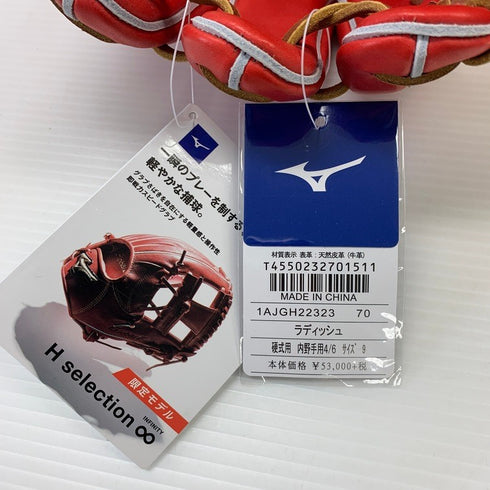 一瞬のプレーを制する、
軽やかな捕球。
グラブさばきを自在にする軽量感と操作性
即戦力スピードグラブ
H selection ∞
INFINITY
限定モデル
材質表示 表革：天然皮革（牛革）
T4550232701511
MADE IN CHINA
1AJGH22323 70
ラディッシュ
硬式用 内野手用4/6 サイズ 9
本体価格 ¥53,000+税